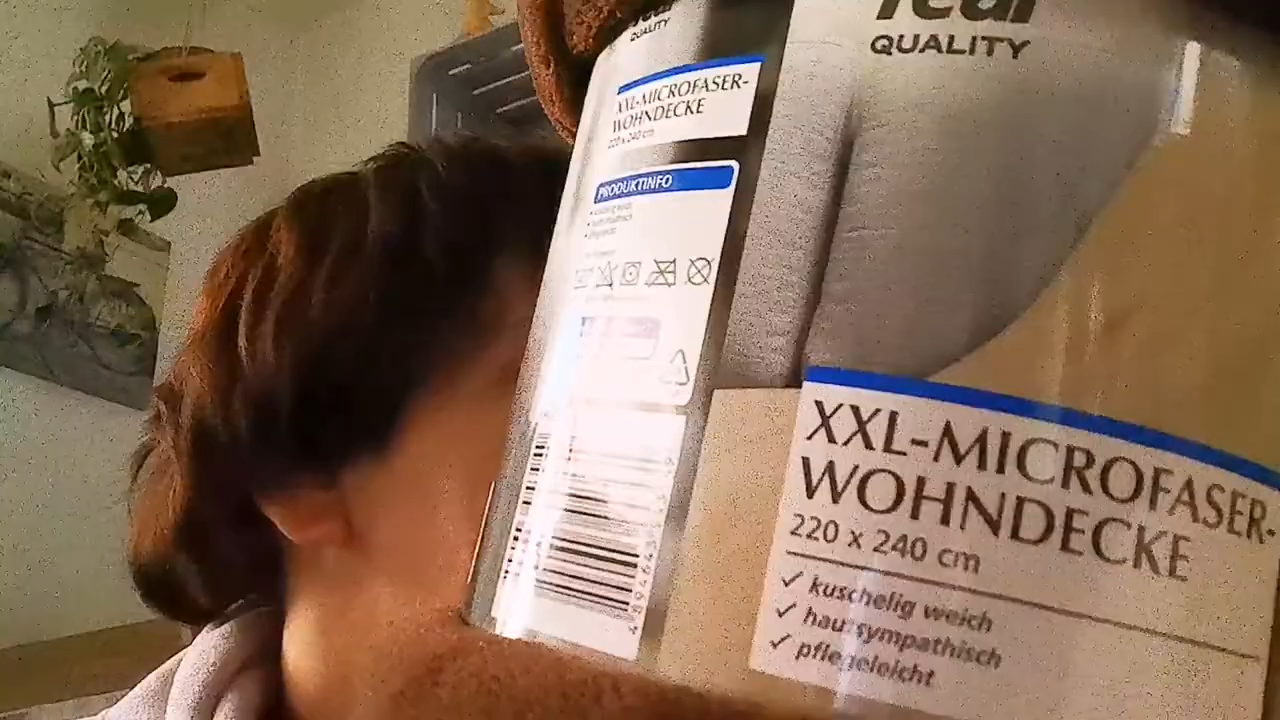 QUALITY
XXL-MICROFASER-
WOHNDECKE
220 x 240 cm
PRODUKTINFO
QUALITY
XXL-MICROFASER-
WOHNDECKE
220 x 240 cm
✓ kuschelig weich
✓ hautsympathisch
✓ pflegeleicht